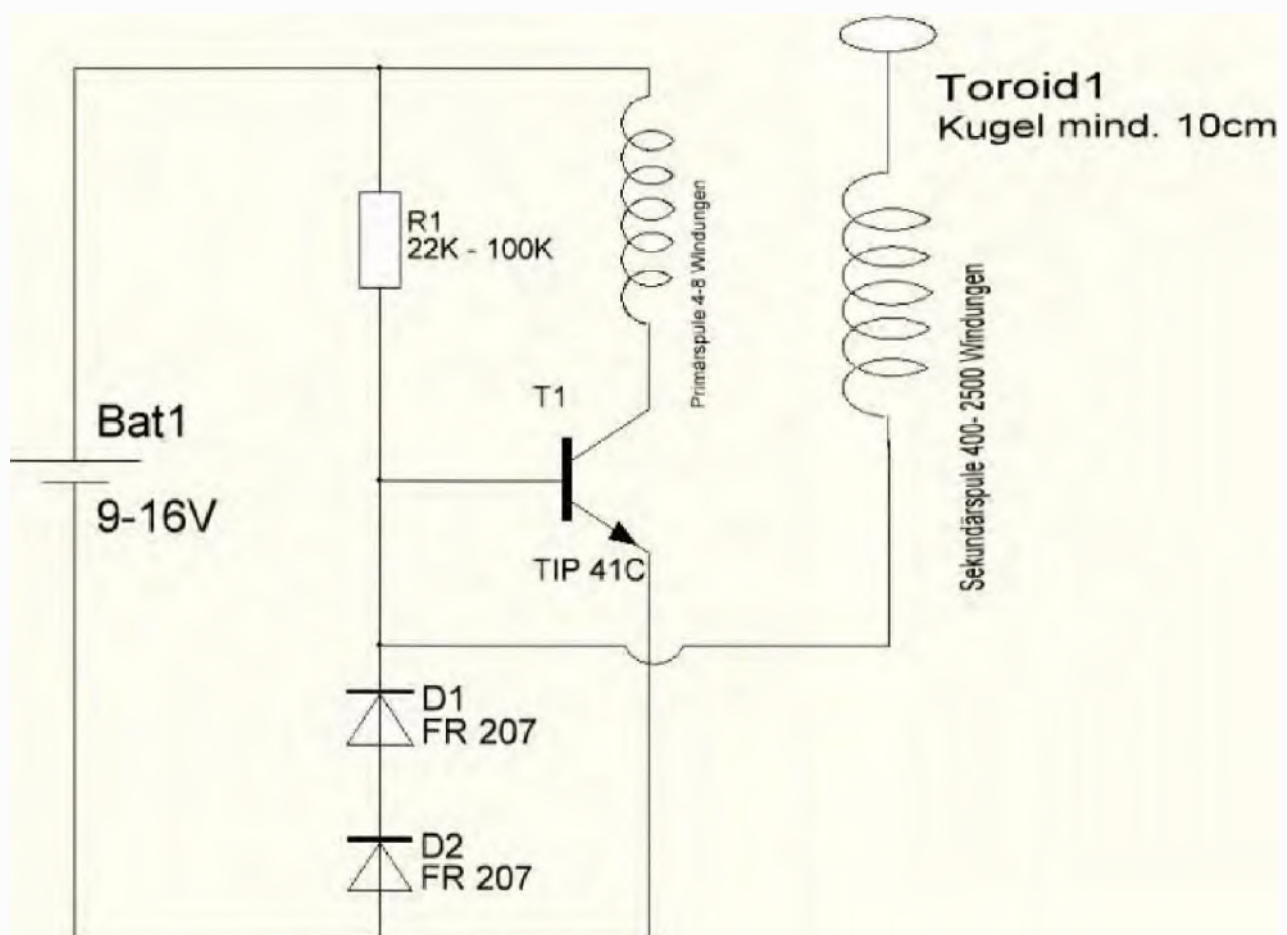 Toroid1
Kugel mind. 10cm
R1
22K - 100K
Primärspule 4-8 Windungen
Sekundärspule 400- 2500 Windungen
T1
Bat1
9-16V
TIP 41C
D1
FR 207
D2
FR 207